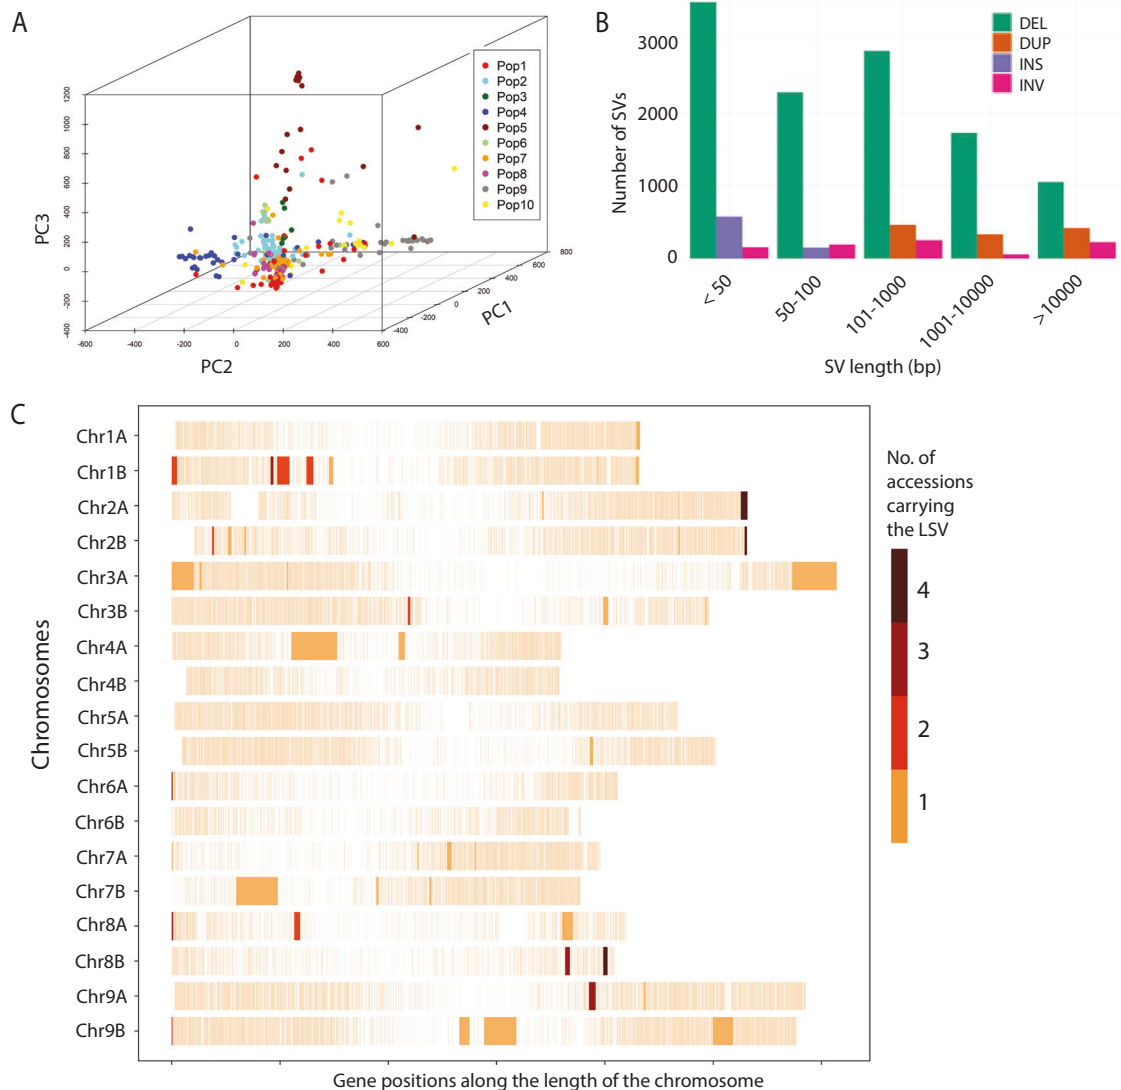 A
1200
1000
800
600
400
200
0
-200
-400
PC3
-600
-400
-200
0
200
400
600
PC2
-400
-200
0
200
400
600
800
PC1
Pop1
Pop2
Pop3
Pop4
Pop5
Pop6
Pop7
Pop8
Pop9
Pop10
B
3000
2000
1000
0
Number of SVs
DEL
DUP
INS
INV
< 50
50-100
101-1000
1001-10000
>10000
SV length (bp)
C
Chromosomes
Chr1A
Chr1B
Chr2A
Chr2B
Chr3A
Chr3B
Chr4A
Chr4B
Chr5A
Chr5B
Chr6A
Chr6B
Chr7A
Chr7B
Chr8A
Chr8B
Chr9A
Chr9B
Gene positions along the length of the chromosome
No. of
accessions
carrying
the LSV
4
3
2
1